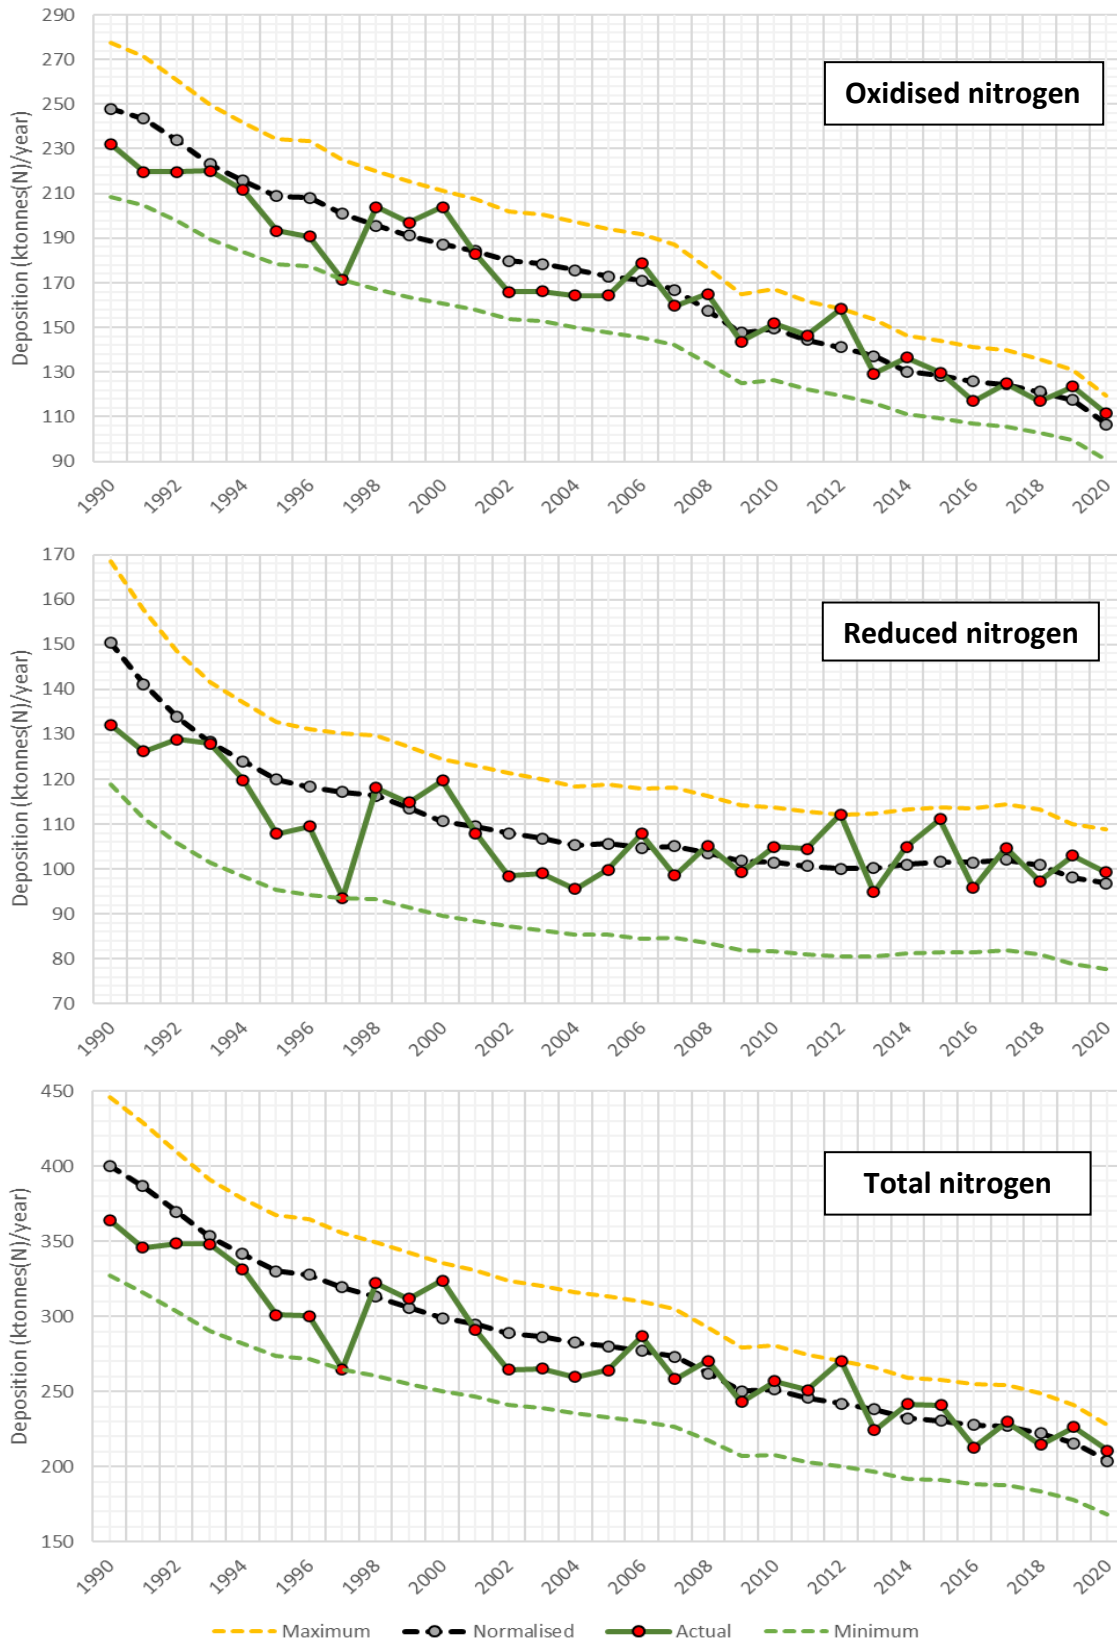 290
270
250
230
210
190
170
150
130
110
90
Deposition (ktonnes(N)/year)
Oxidised nitrogen
1990 1992 1994 1996 1998 2000 2002 2004 2006 2008 2010 2012 2014 2016 2018 2020
170
160
150
140
130
120
110
100
90
80
70
Deposition (ktonnes(N)/year)
Reduced nitrogen
1990 1992 1994 1996 1998 2000 2002 2004 2006 2008 2010 2012 2014 2016 2018 2020
450
400
350
300
250
200
150
Deposition (ktonnes(N)/year)
Total nitrogen
1990 1992 1994 1996 1998 2000 2002 2004 2006 2008 2010 2012 2014 2016 2018 2020
Maximum Normalised Actual Minimum